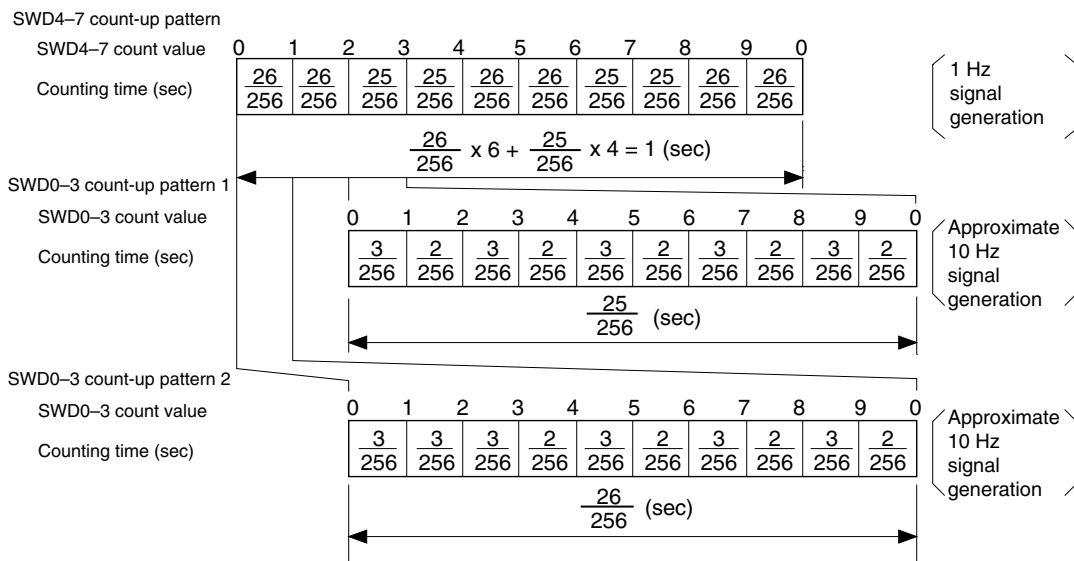 SWD4–7 count-up pattern
SWD4–7 count value 0 1 2 3 4 5 6 7 8 9 0
Counting time (sec) 26/256 26/256 25/256 25/256 26/256 26/256 25/256 25/256 26/256 26/256
1 Hz
signal
generation
26/256 x 6 + 25/256 x 4 = 1 (sec)
SWD0–3 count-up pattern 1
SWD0–3 count value 0 1 2 3 4 5 6 7 8 9 0
Counting time (sec) 3/256 2/256 3/256 2/256 3/256 2/256 3/256 2/256 3/256 2/256
Approximate
10 Hz
signal
generation
25/256 (sec)
SWD0–3 count-up pattern 2
SWD0–3 count value 0 1 2 3 4 5 6 7 8 9 0
Counting time (sec) 3/256 3/256 3/256 2/256 3/256 2/256 3/256 2/256 3/256 2/256
Approximate
10 Hz
signal
generation
26/256 (sec)